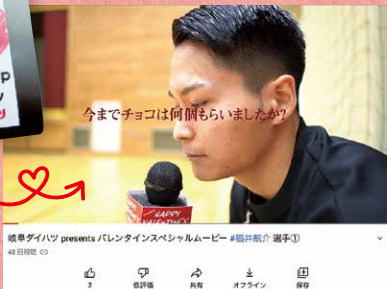 今までチョコは何個もらいましたか?
HAPPY
VALENTINE'S
岐阜ダイハツ presents バレンタインスペシャルムービー #福井航介 選手①
48 回視聴
2
低評価
共有
オフライン
保存